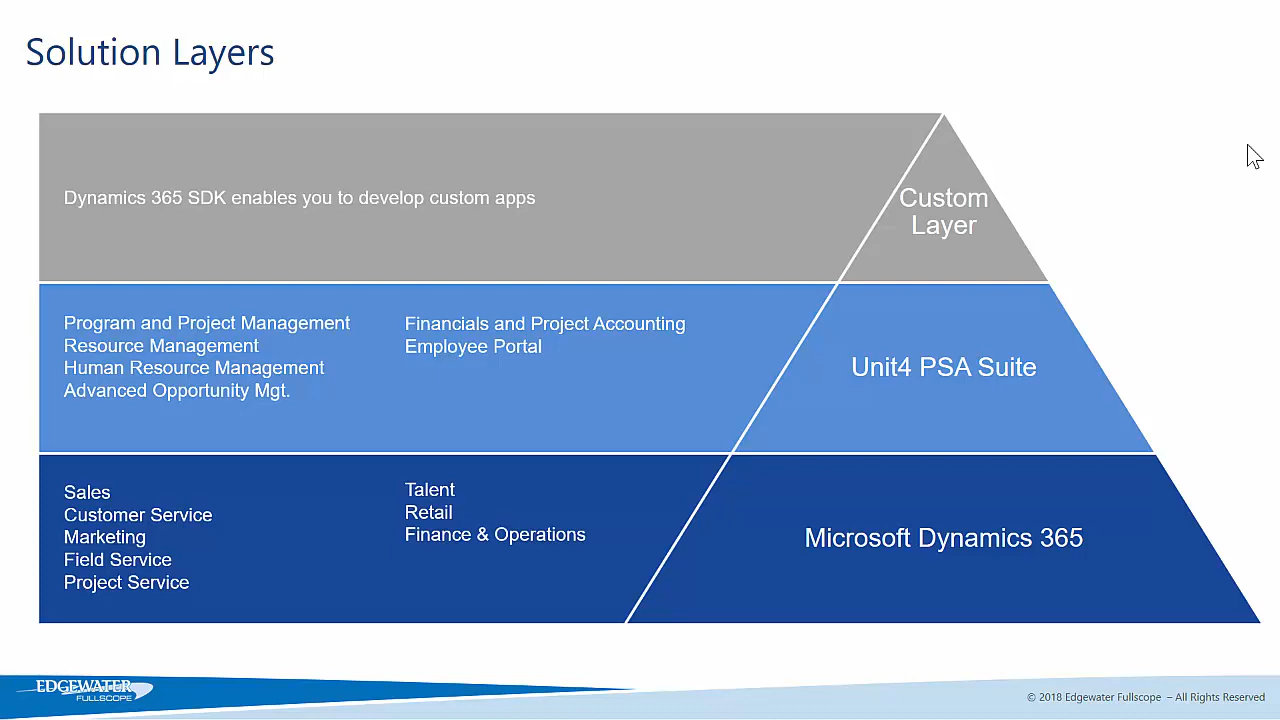 Solution Layers
Dynamics 365 SDK enables you to develop custom apps
Custom
Layer
Program and Project Management
Resource Management
Human Resource Management
Advanced Opportunity Mgt.
Financials and Project Accounting
Employee Portal
Unit4 PSA Suite
Sales
Customer Service
Marketing
Field Service
Project Service
Talent
Retail
Finance & Operations
Microsoft Dynamics 365
EDGEWATER
FULLSCOPE
© 2018 Edgewater Fullscope – All Rights Reserved